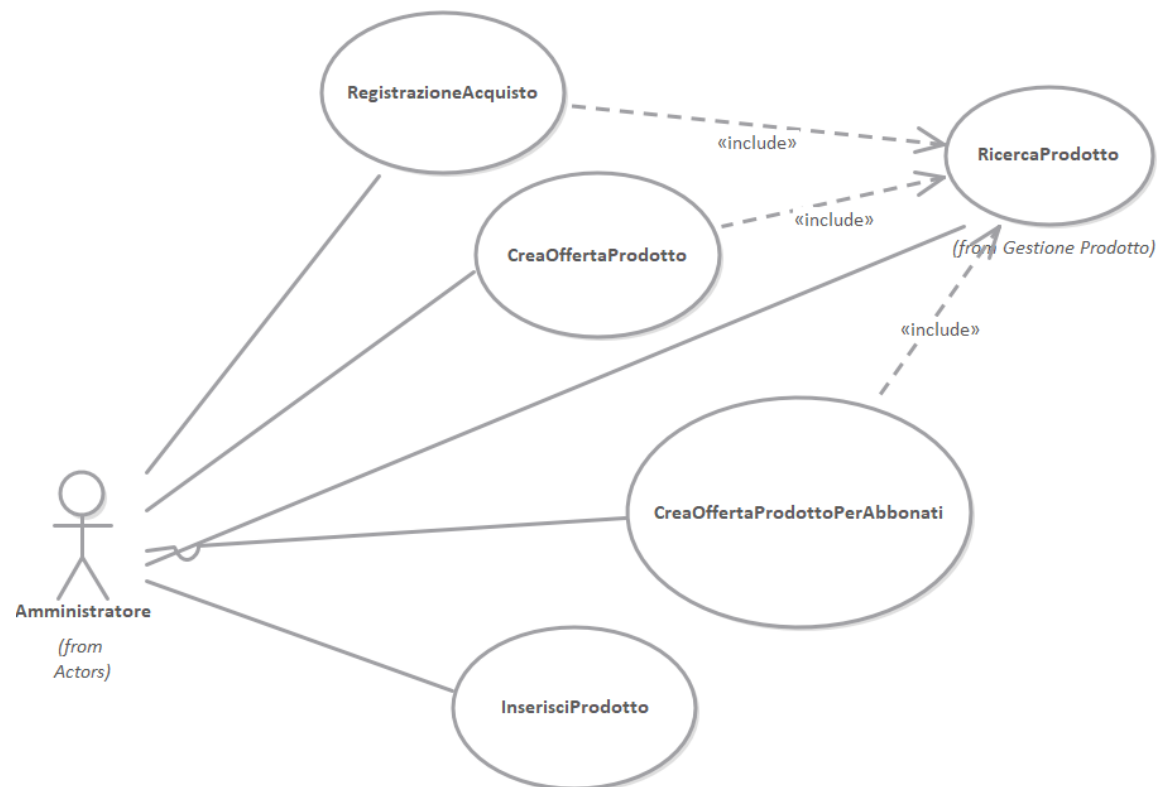 RegistrazioneAcquisto
«include»
RicercaProdotto
(from Gestione Prodotto)
CreaOffertaProdotto
«include»
«include»
CreaOffertaProdottoPerAbbonati
Amministratore
(from
Actors)
InserisciProdotto